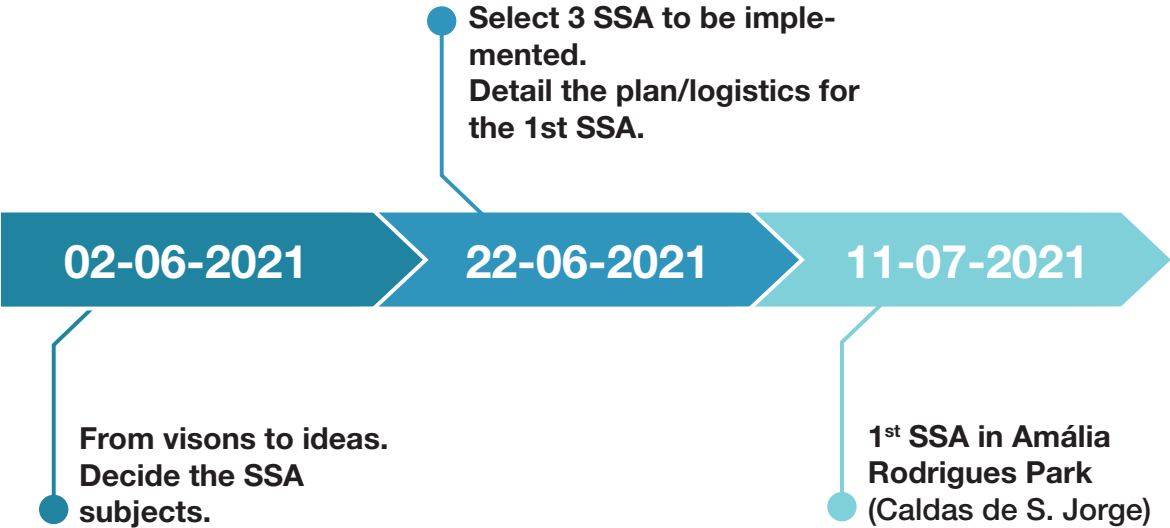 Select 3 SSA to be imple-
mented.
Detail the plan/logistics for
the 1st SSA.
02-06-2021
22-06-2021
11-07-2021
From visons to ideas.
Decide the SSA
subjects.
1st SSA in Amália
Rodrigues Park
(Caldas de S. Jorge)